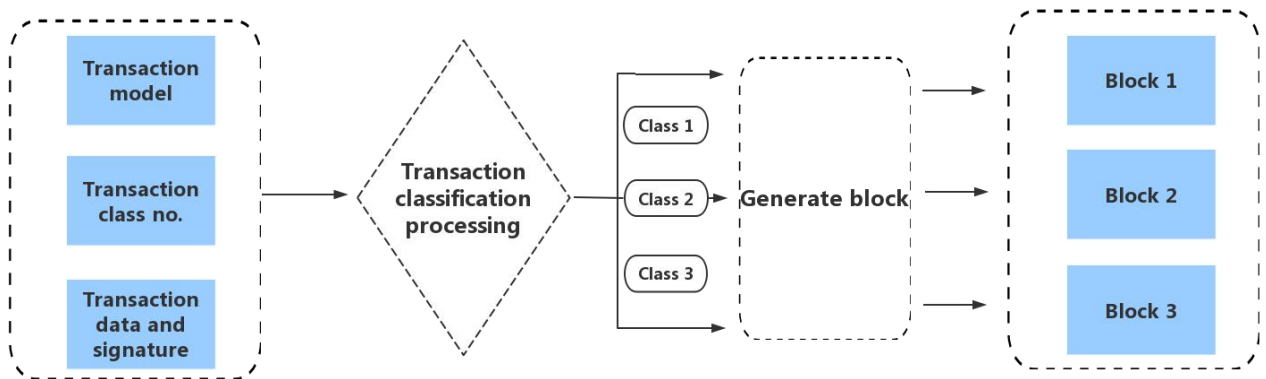 Transaction
model
Transaction
class no.
Transaction
data and
signature
Transaction
classification
processing
Class 1
Class 2
Class 3
Generate block
Block 1
Block 2
Block 3